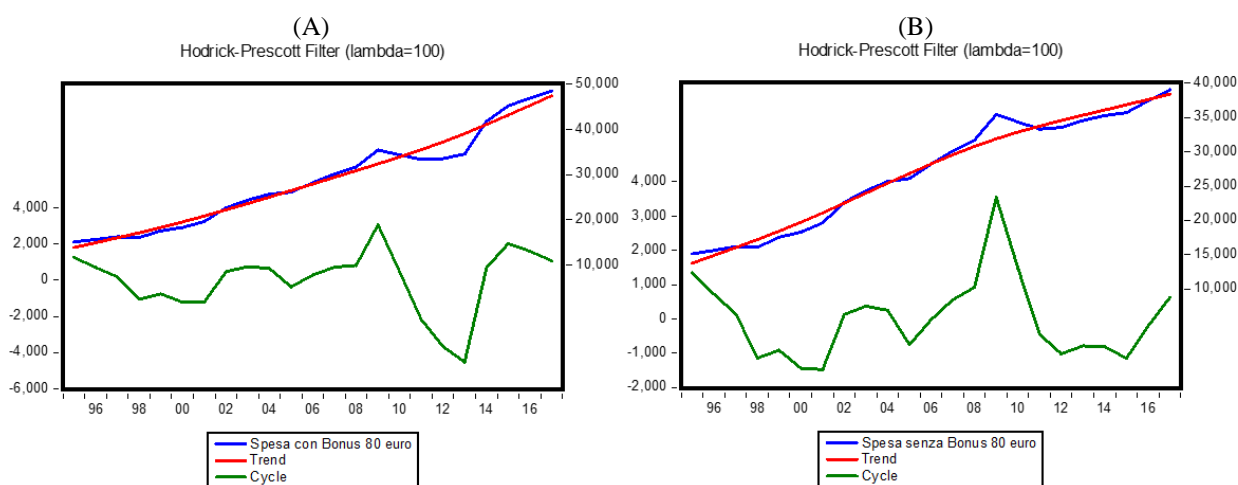 (A)
Hodrick-Prescott Filter (lambda=100)
50,000
40,000
30,000
20,000
10,000
4,000
2,000
0
-2,000
-4,000
-6,000
96 98 00 02 04 06 08 10 12 14 16
Spesa con Bonus 80 euro
Trend
Cycle
(B)
Hodrick-Prescott Filter (lambda=100)
40,000
35,000
30,000
25,000
20,000
15,000
10,000
4,000
3,000
2,000
1,000
0
-1,000
-2,000
96 98 00 02 04 06 08 10 12 14 16
Spesa senza Bonus 80 euro
Trend
Cycle